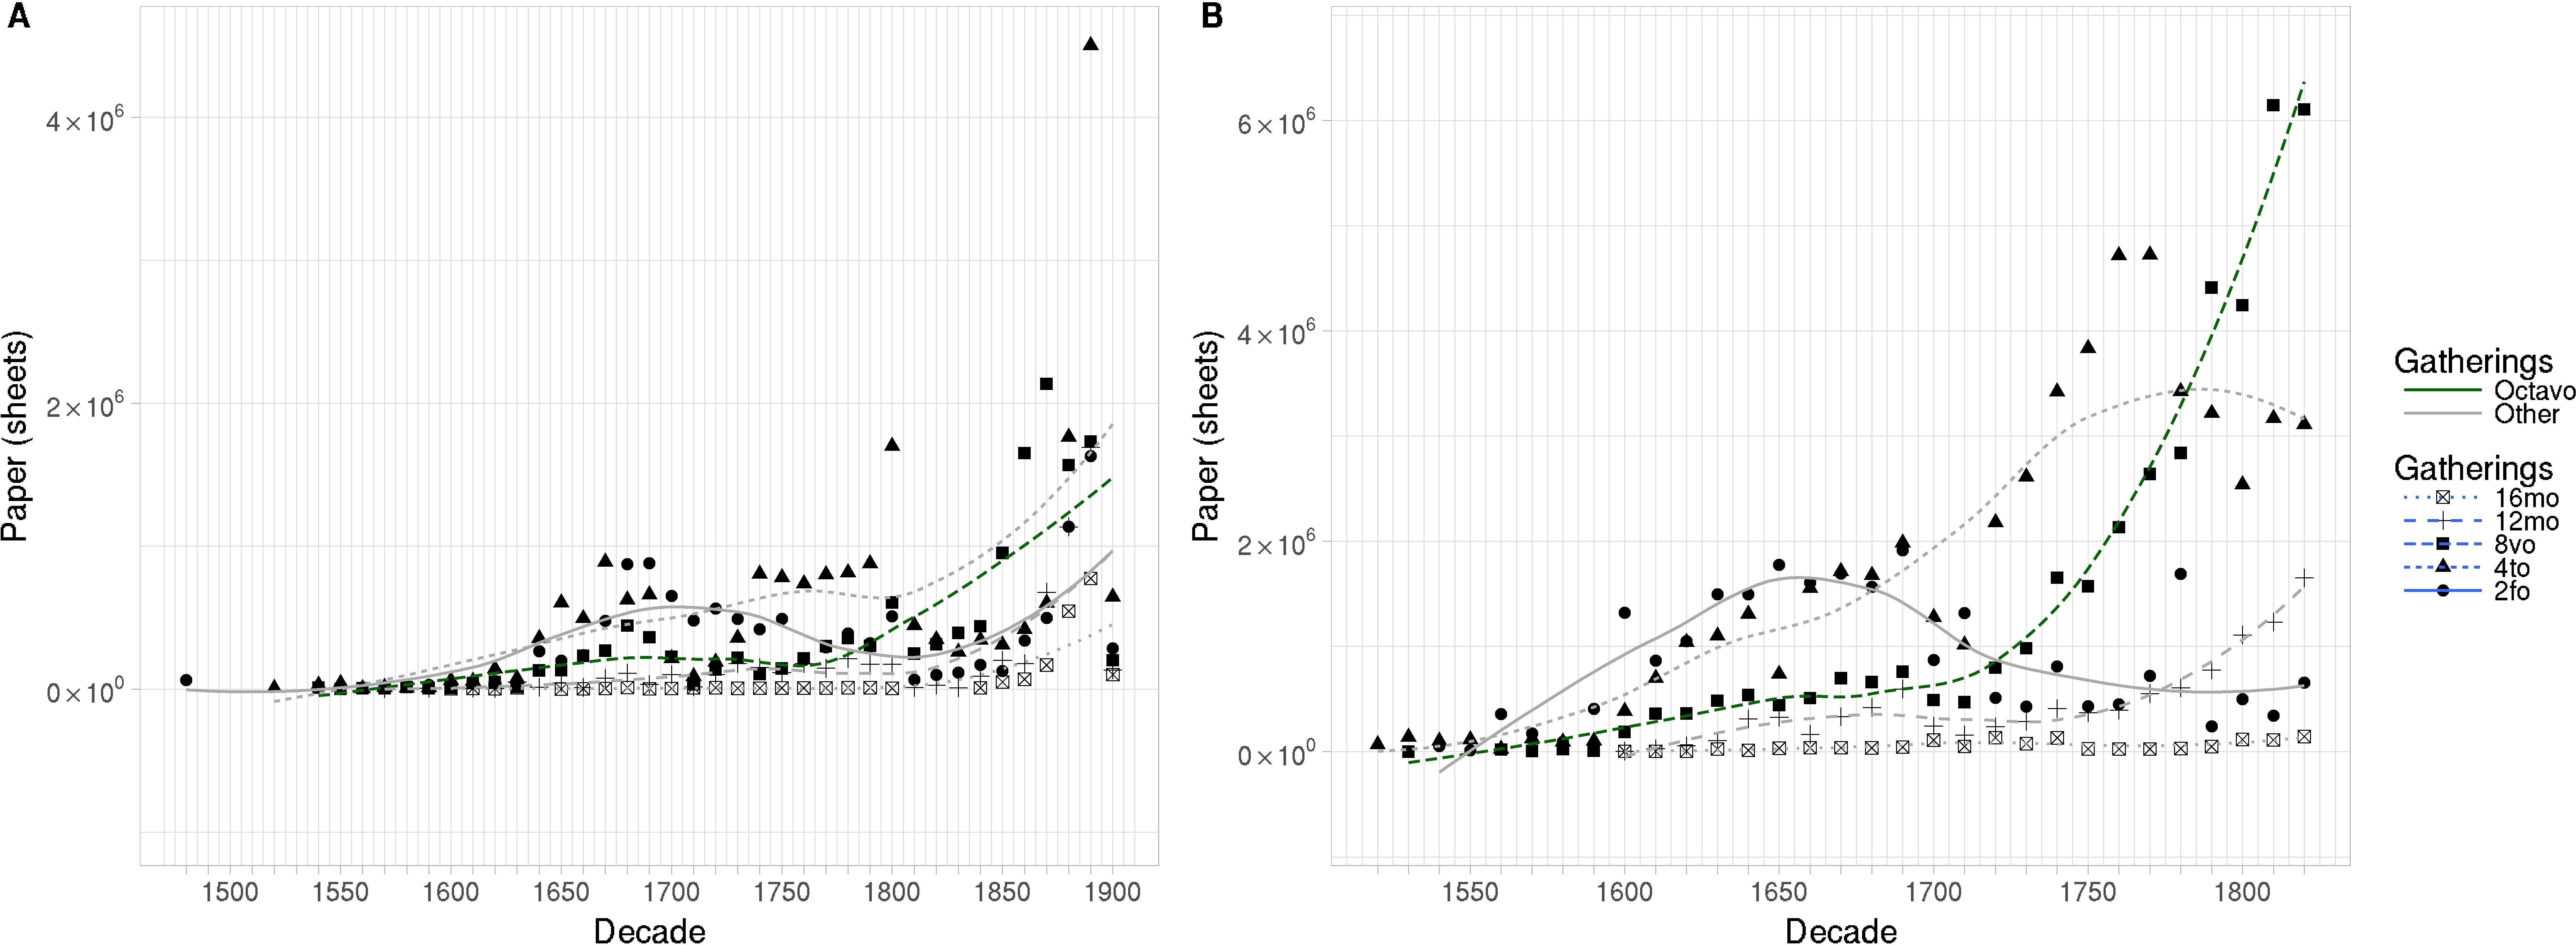 A
Paper (sheets)
4×10⁶
2×10⁶
0×10⁰
1500 1550 1600 1650 1700 1750 1800 1850 1900
Decade
B
Paper (sheets)
6×10⁶
4×10⁶
2×10⁶
0×10⁰
1550 1600 1650 1700 1750 1800
Decade
Gatherings
Octavo
Other
Gatherings
16mo
12mo
8vo
4to
2fo